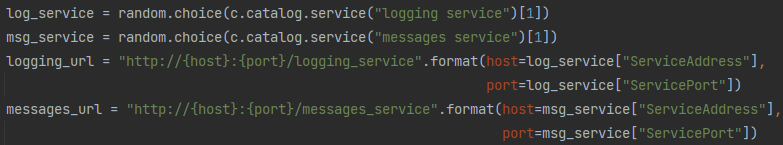 log_service = random.choice(c.catalog.service("logging service")[1])
msg_service = random.choice(c.catalog.service("messages service")[1])
logging_url = "http://{host}:{port}/logging_service".format(host=log_service["ServiceAddress"],
port=log_service["ServicePort"])
messages_url = "http://{host}:{port}/messages_service".format(host=msg_service["ServiceAddress"],
port=msg_service["ServicePort"])